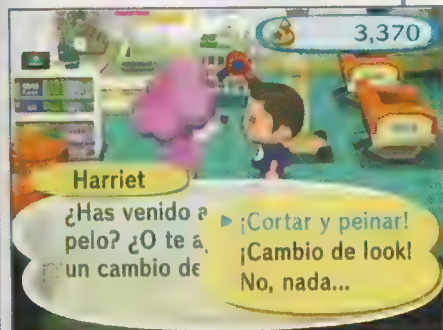 3,370
Harriet
¿Has venido a
pelo? ¿O te a
un cambio de
¡Cortar y peinar!
¡Cambio de look!
No, nada...